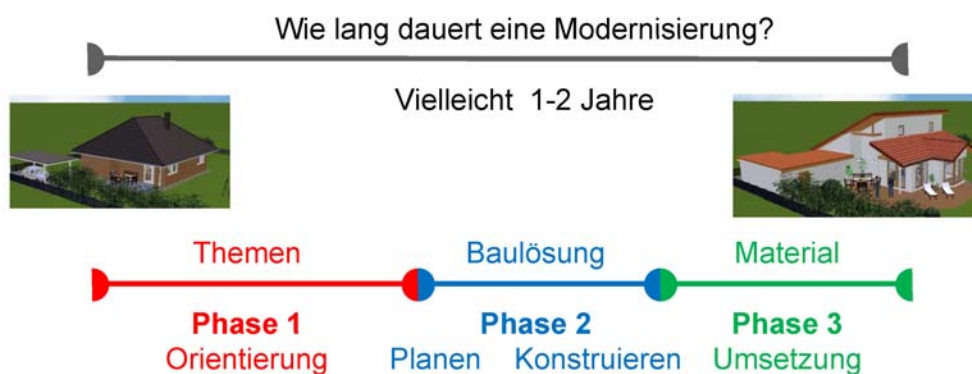 Wie lang dauert eine Modernisierung?
Vielleicht 1-2 Jahre
Themen Baulösung Material
Phase 1 Phase 2 Phase 3
Orientierung Planen Konstruieren Umsetzung